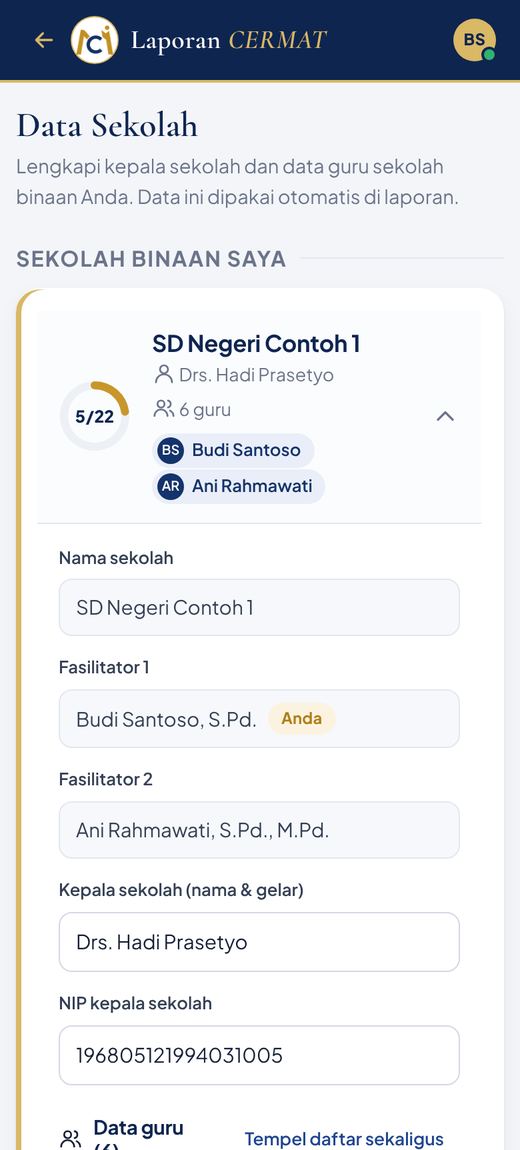 Laporan CERMAT
BS
Data Sekolah
Lengkapi kepala sekolah dan data guru sekolah
binaan Anda. Data ini dipakai otomatis di laporan.
SEKOLAH BINAAN SAYA
SD Negeri Contoh 1
Drs. Hadi Prasetyo
5/22
6 guru
BS Budi Santoso
AR Ani Rahmawati
Nama sekolah
SD Negeri Contoh 1
Fasilitator 1
Budi Santoso, S.Pd. Anda
Fasilitator 2
Ani Rahmawati, S.Pd., M.Pd.
Kepala sekolah (nama & gelar)
Drs. Hadi Prasetyo
NIP kepala sekolah
196805121994031005
Data guru
Tempel daftar sekaligus